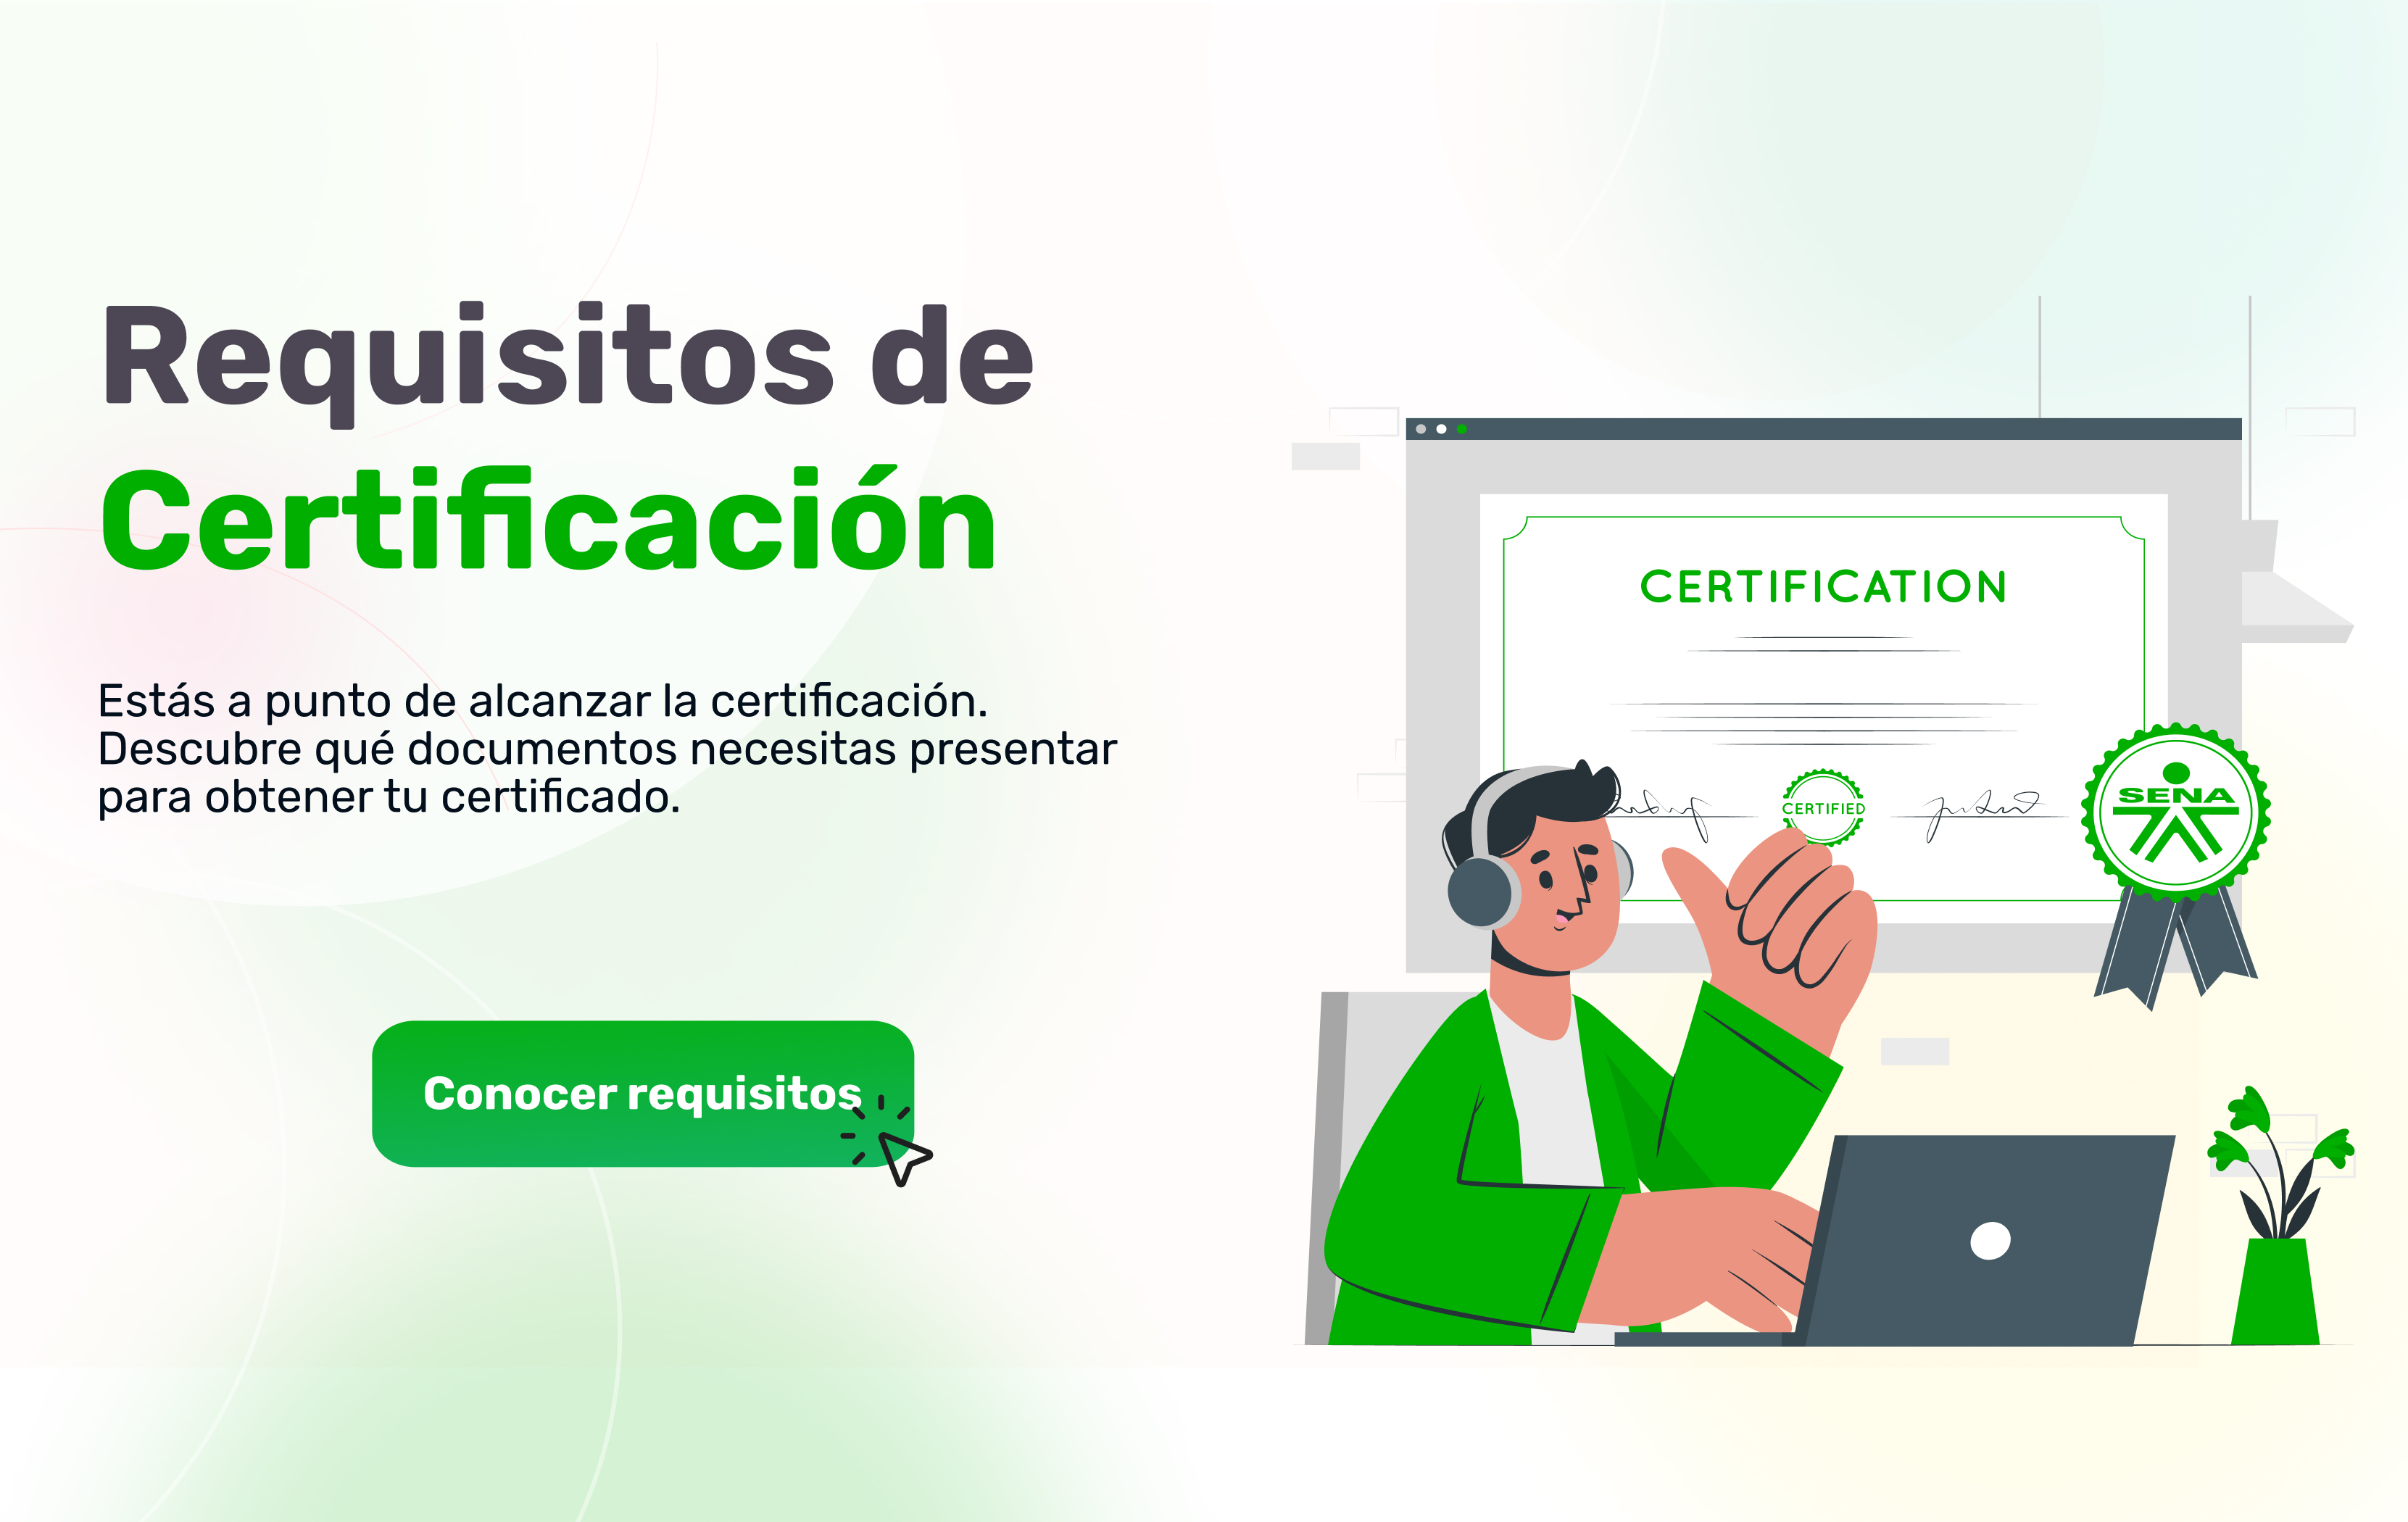 Requisitos de
Certificación
Estás a punto de alcanzar la certificación.
Descubre qué documentos necesitas presentar
para obtener tu certificado.
Conocer requisitos
CERTIFICATION
CERTIFIED
SENA